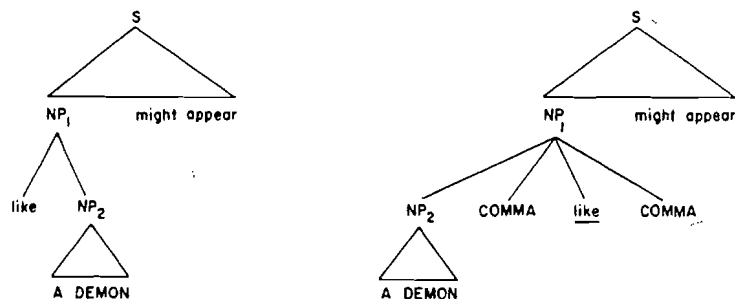 S S
NP1 might appear NP1 might appear
like NP2 NP2 COMMA like COMMA
A DEMON A DEMON